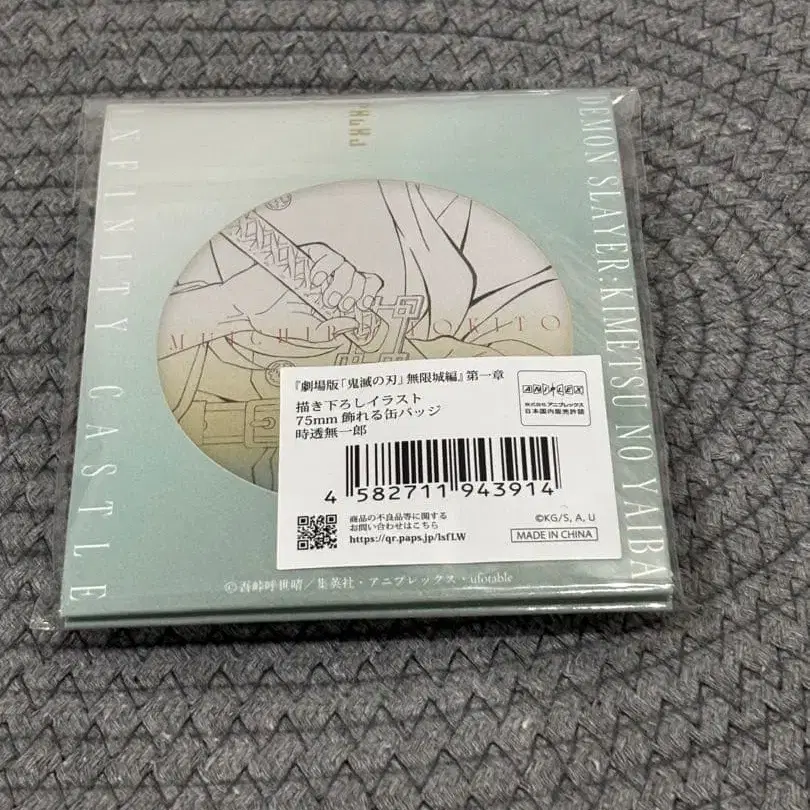 DEMON SLAYER: KIMETSU NO YAIBA
INFINITY CASTLE
MUICHIRO TOKITO
『劇場版「鬼滅の刃」無限城編』第一章
描き下ろしイラスト
75mm 飾れる缶バッジ
時透無一郎
ANIPLEX
株式会社アニプレックス
日本国内販売許諾
4 582711 943914
商品の不良品等に関する
お問い合わせはこちら
https://qr.paps.jp/lsfLW
©KG/S, A, U
MADE IN CHINA
©吾峠呼世晴／集英社・アニプレックス・ufotable